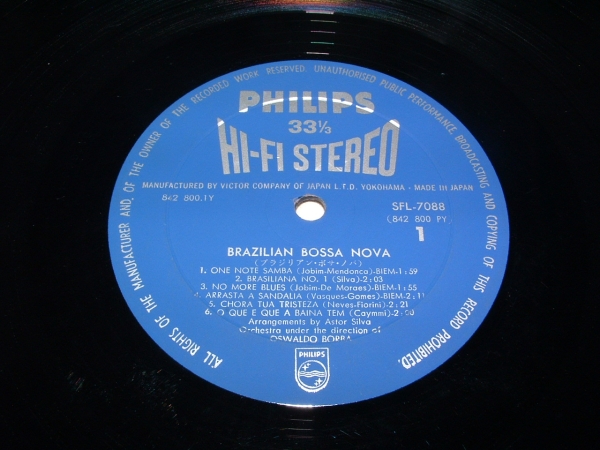 ALL RIGHTS OF THE MANUFACTURER AND OF THE OWNER OF THE RECORDED WORK RESERVED. UNAUTHORISED PUBLIC PERFORMANCE, BROADCASTING AND COPYING OF THIS RECORD PROHIBITED.
PHILIPS
33⅓
HI-FI STEREO
MANUFACTURED BY VICTOR COMPANY OF JAPAN L.T.D. YOKOHAMA - MADE IN JAPAN
842 800.1Y
SFL-7088
(842 800 PY)
1
BRAZILIAN BOSSA NOVA
(ブラジリアン・ボサ・ノバ)
1. ONE NOTE SAMBA (Jobim-Mendonca)-BIEM-1:59
2. BRASILIANA NO. 1 (Silva)-2:03
3. NO MORE BLUES (Jobim-De Moraes)-BIEM-1:55
4. ARRASTA A SANDALIA (Vasques-Gomes)-BIEM-2:11
5. CHORA TUA TRISTEZA (Neves-Fiorini)-2:21
6. O QUE E QUE A BAINA TEM (Caymmi)-2:00
Arrangements by Astor Silva
Orchestra under the direction of
OSWALDO BORBA
PHILIPS